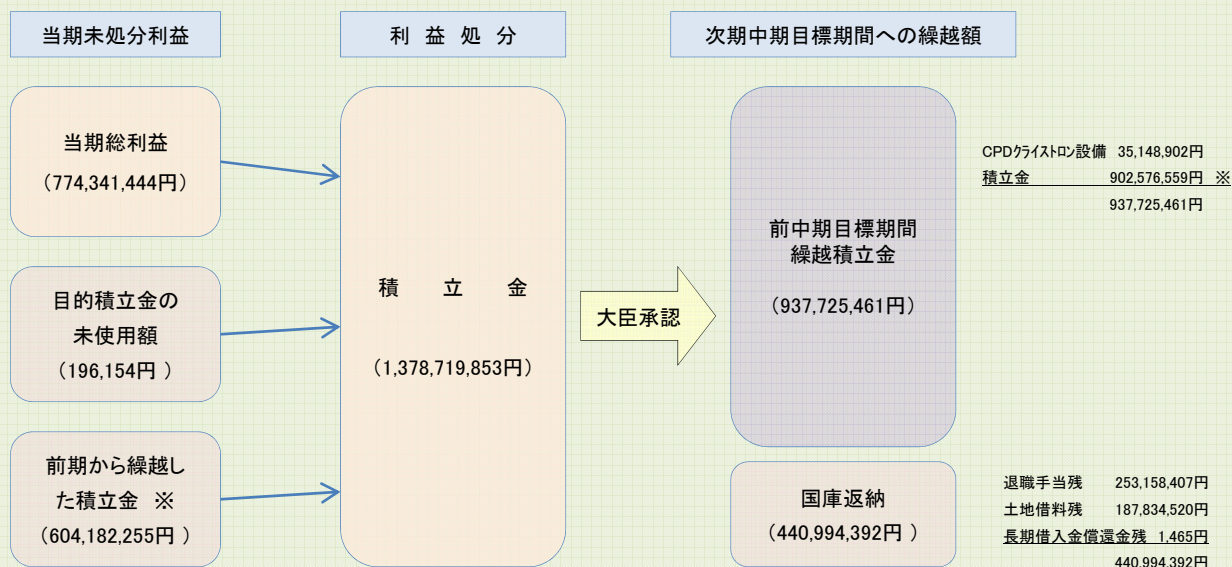 当期未処分利益
利 益 処 分
次期中期目標期間への繰越額
当期総利益
（774,341,444円）
目的積立金の
未使用額
（196,154円 ）
前期から繰越し
た積立金 ※
（604,182,255円 ）
積 立 金
（1,378,719,853円）
大臣承認
前中期目標期間
繰越積立金
（937,725,461円）
CPDクライストロン設備 35,148,902円
積立金 902,576,559円 ※
937,725,461円
国庫返納
（440,994,392円 ）
退職手当残 253,158,407円
土地借料残 187,834,520円
長期借入金償還金残 1,465円
440,994,392円